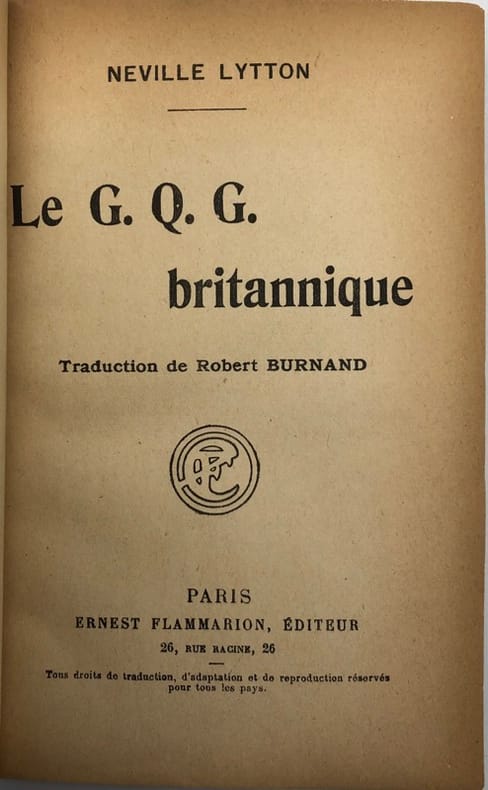 NEVILLE LYTTON
Le G. Q. G.
britannique
Traduction de Robert BURNAND
PARIS
ERNEST FLAMMARION, ÉDITEUR
26, RUE RACINE, 26
Tous droits de traduction, d'adaptation et de reproduction réservés
pour tous les pays.